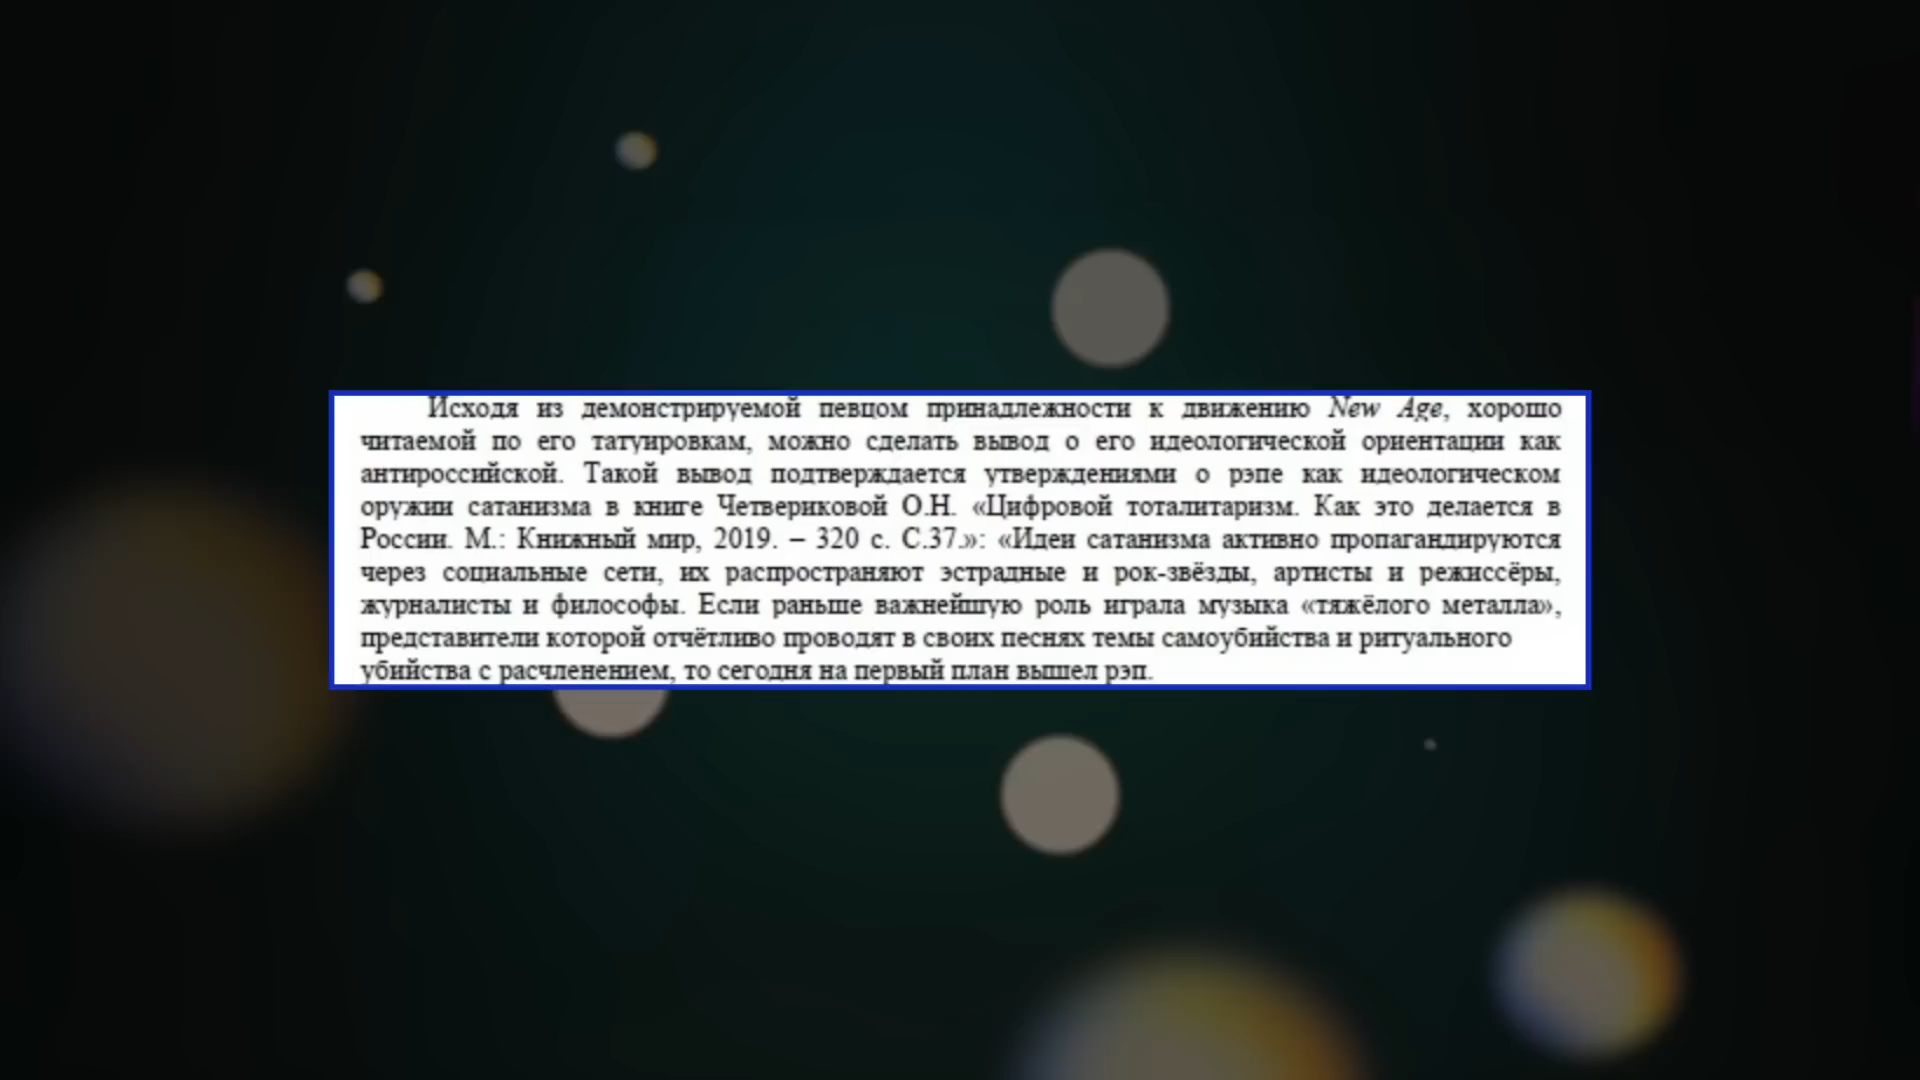 Исходя из демонстрируемой певцом принадлежности к движению New Age, хорошо
читаемой по его татуировкам, можно сделать вывод о его идеологической ориентации как
антироссийской. Такой вывод подтверждается утверждениями о рэпе как идеологическом
оружии сатанизма в книге Четвериковой О.Н. «Цифровой тоталитаризм. Как это делается в
России. М.: Книжный мир, 2019. – 320 с. С.37.»: «Идеи сатанизма активно пропагандируются
через социальные сети, их распространяют эстрадные и рок-звёзды, артисты и режиссёры,
журналисты и философы. Если раньше важнейшую роль играла музыка «тяжёлого металла»,
представители которой отчётливо проводят в своих песнях темы самоубийства и ритуального
убийства с расчленением, то сегодня на первый план вышел рэп.